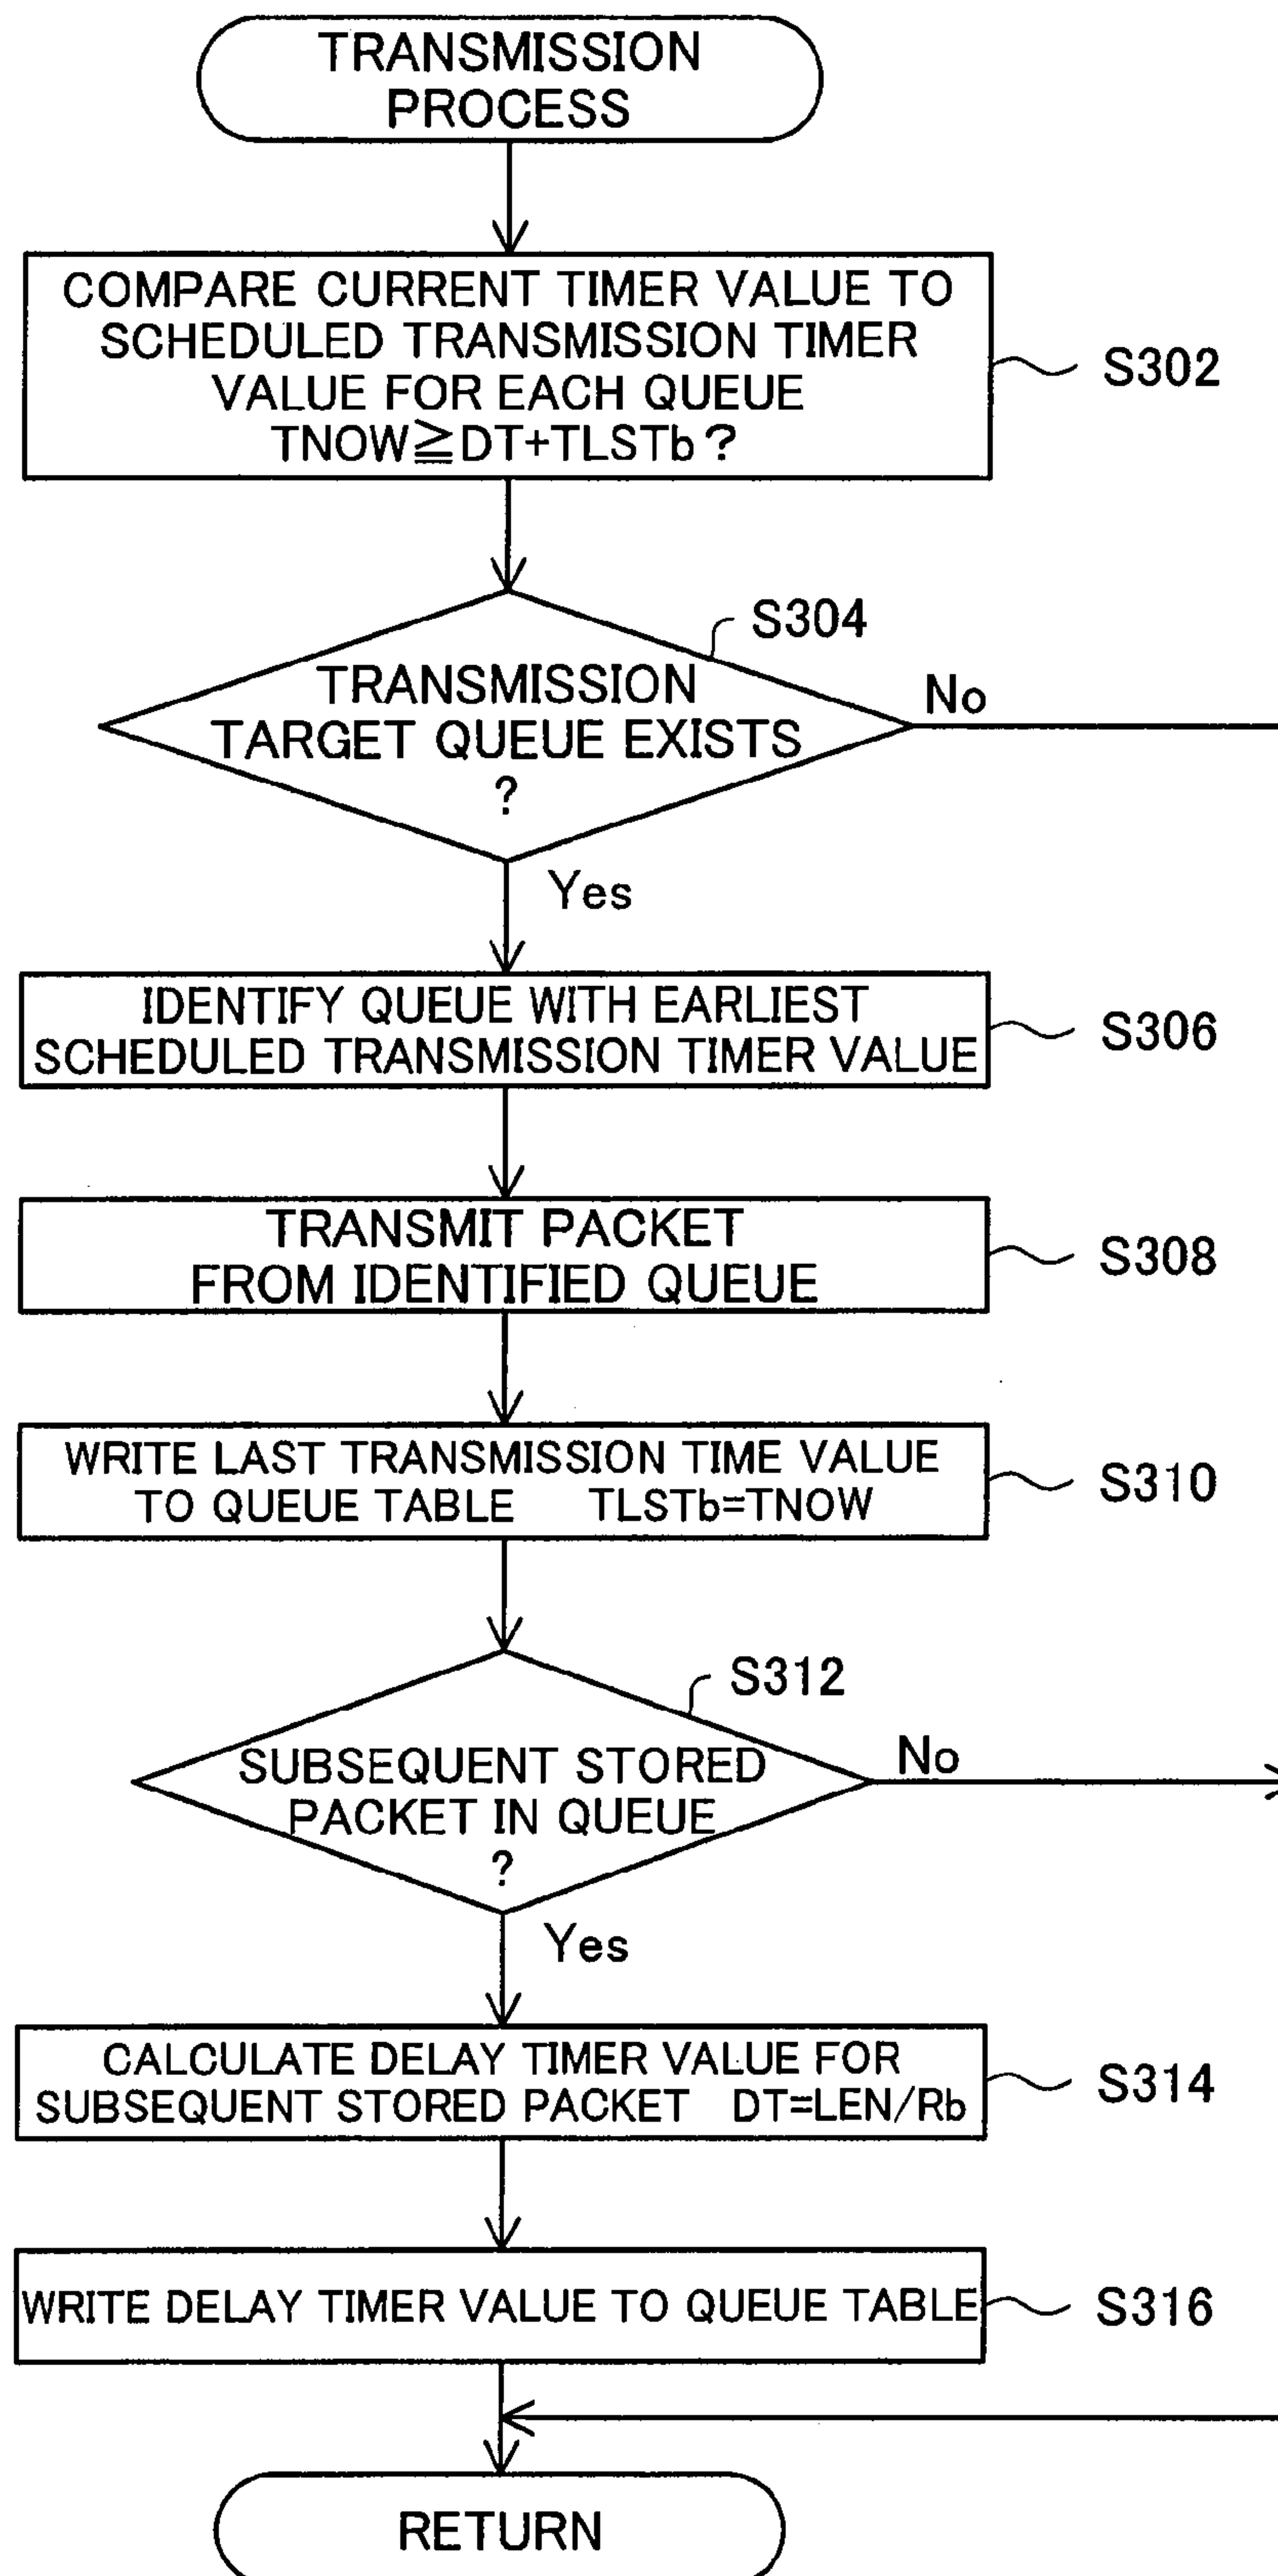 TRANSMISSION
PROCESS
COMPARE CURRENT TIMER VALUE TO
SCHEDULED TRANSMISSION TIMER
VALUE FOR EACH QUEUE
TNOW≧DT+TLSTb?
S302
S304
TRANSMISSION
TARGET QUEUE EXISTS
?
No
Yes
IDENTIFY QUEUE WITH EARLIEST
SCHEDULED TRANSMISSION TIMER VALUE
S306
TRANSMIT PACKET
FROM IDENTIFIED QUEUE
S308
WRITE LAST TRANSMISSION TIME VALUE
TO QUEUE TABLE TLSTb=TNOW
S310
S312
SUBSEQUENT STORED
PACKET IN QUEUE
?
No
Yes
CALCULATE DELAY TIMER VALUE FOR
SUBSEQUENT STORED PACKET DT=LEN/Rb
S314
WRITE DELAY TIMER VALUE TO QUEUE TABLE
S316
RETURN